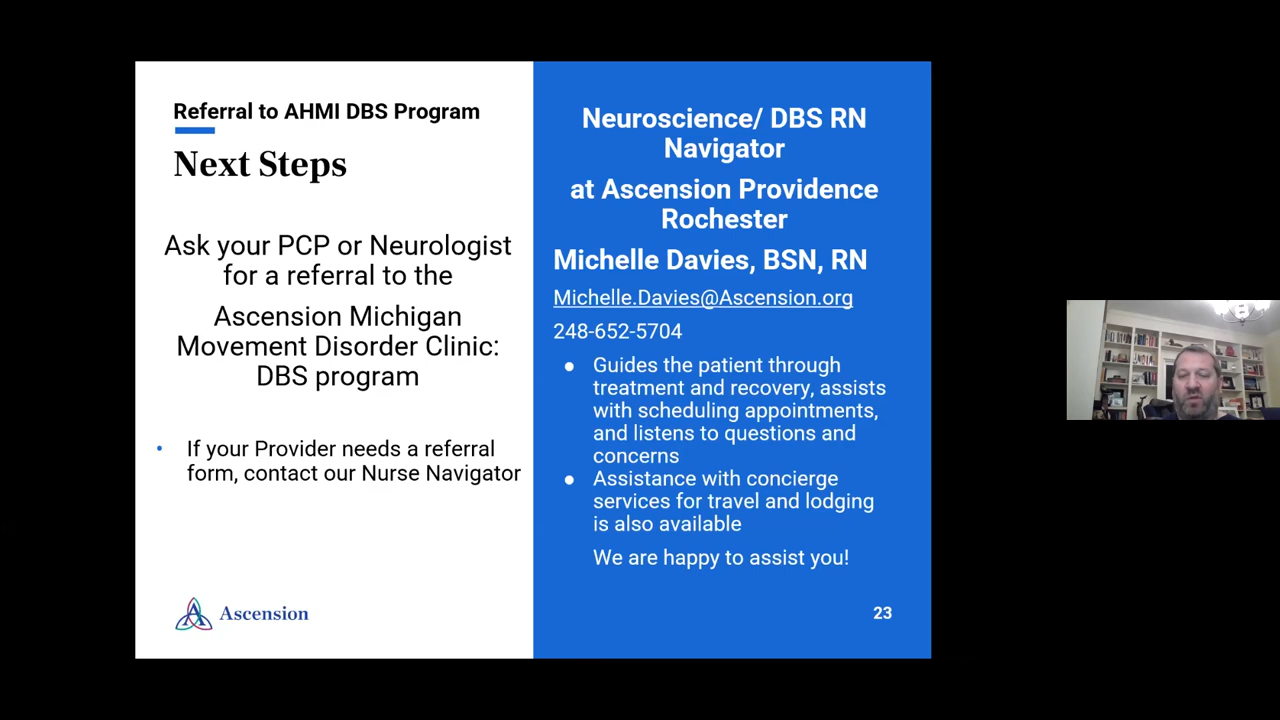 Referral to AHMI DBS Program
Next Steps
Ask your PCP or Neurologist
for a referral to the
Ascension Michigan
Movement Disorder Clinic:
DBS program
• If your Provider needs a referral
form, contact our Nurse Navigator
Ascension
Neuroscience/ DBS RN
Navigator
at Ascension Providence
Rochester
Michelle Davies, BSN, RN
Michelle.Davies@Ascension.org
248-652-5704
● Guides the patient through
treatment and recovery, assists
with scheduling appointments,
and listens to questions and
concerns
● Assistance with concierge
services for travel and lodging
is also available
We are happy to assist you!
23